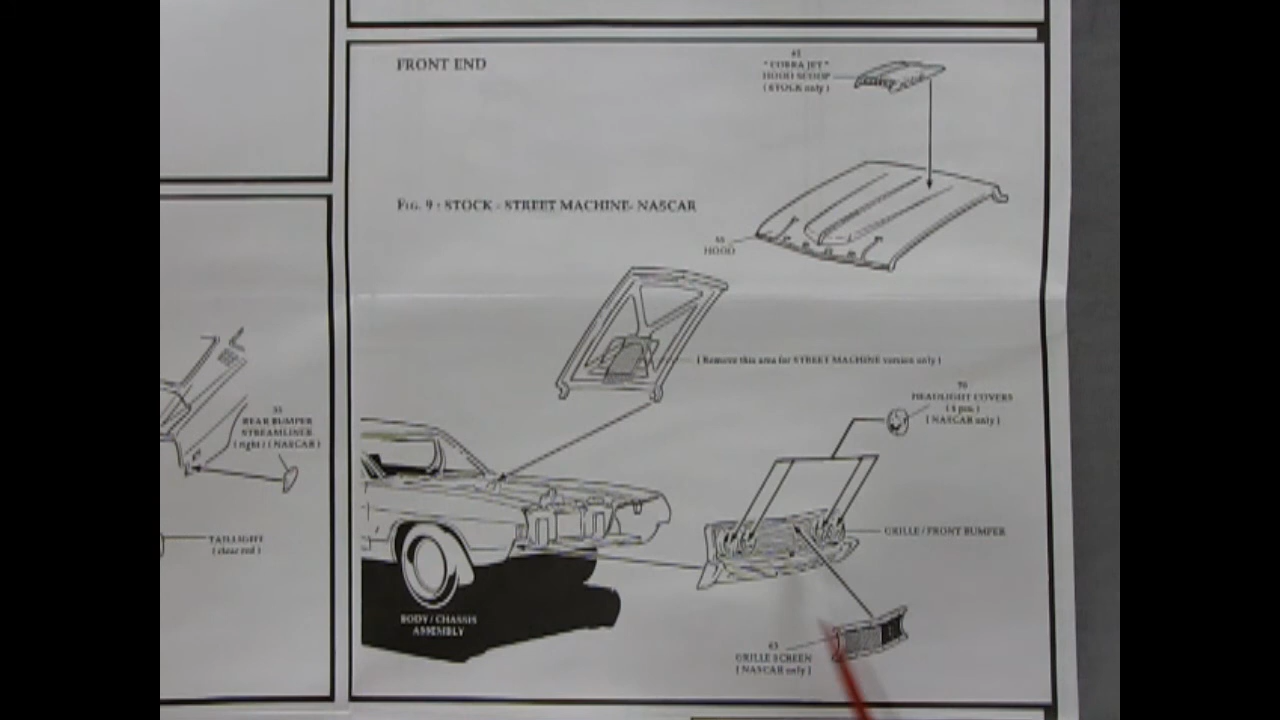 FRONT END
FIG. 9 : STOCK - STREET MACHINE- NASCAR
"COBRA JET"
HOOD SCOOP
( STOCK only )
HOOD
( Remove this area for STREET MACHINE version only )
70
HEADLIGHT COVERS
( 4 pcs. )
( NASCAR only )
GRILLE / FRONT BUMPER
63
GRILLE SCREEN
( NASCAR only )
BODY / CHASSIS
ASSEMBLY
REAR BUMPER
STREAMLINER
( right / ( NASCAR )
TAILLIGHT
( clear red )